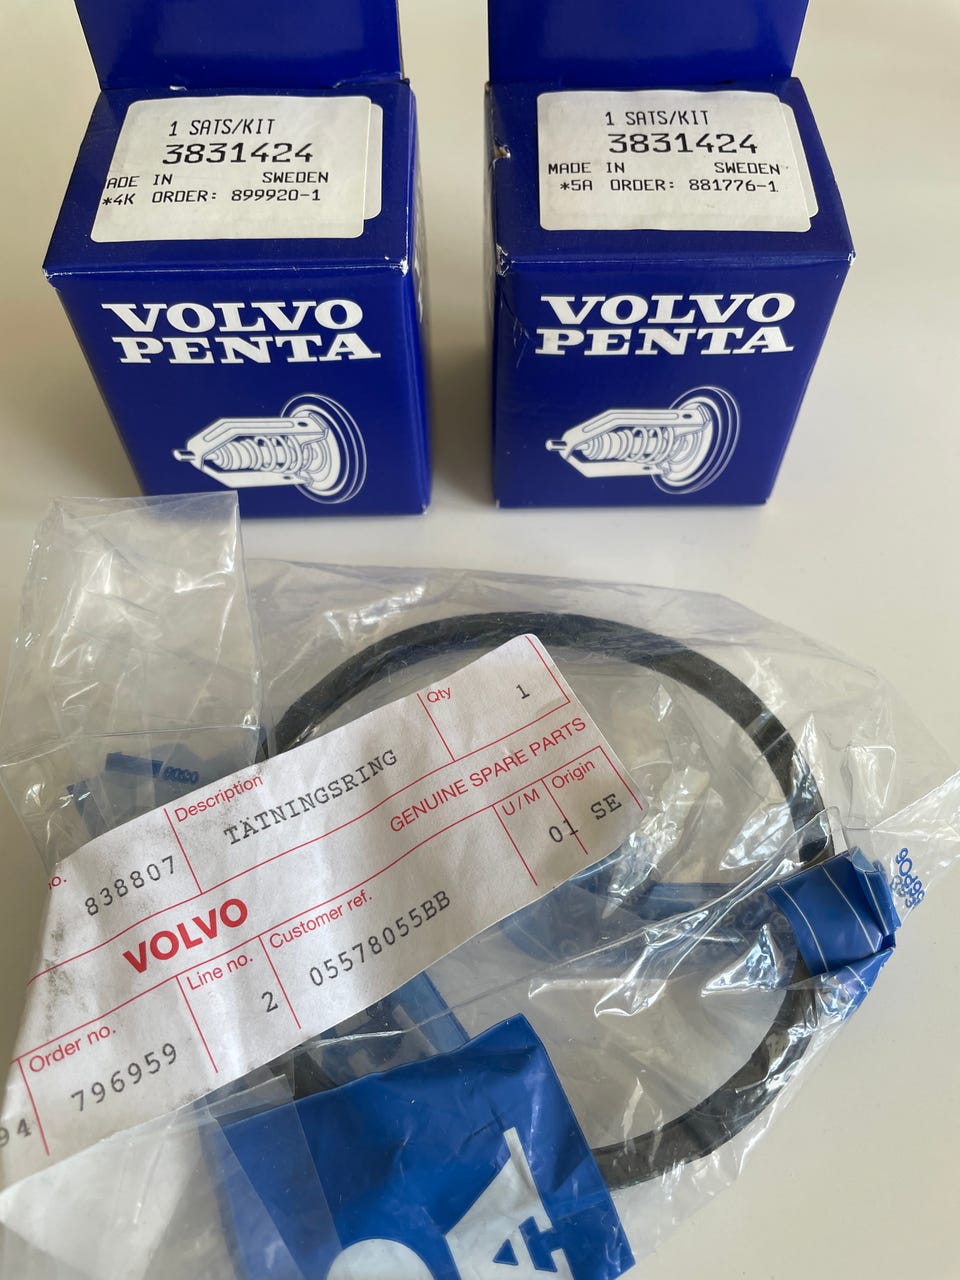 1 SATS/KIT
3831424
ADE IN SWEDEN
*4K ORDER: 899920-1
VOLVO
PENTA
1 SATS/KIT
3831424
MADE IN SWEDEN
*5A ORDER: 881776-1
VOLVO
PENTA
Qty
1
Description
TÄTNINGSRING
GENUINE SPARE PARTS
U/M
01
Origin
SE
o.
838807
VOLVO
Customer ref.
05578055BB
Line no.
2
Order no.
796959
94